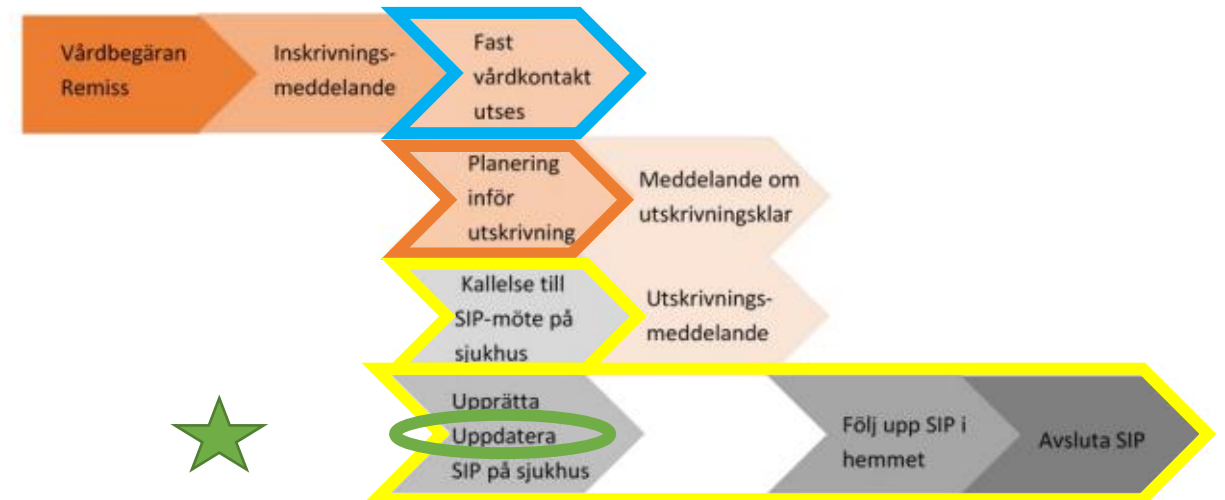 Vårdbegäran
Remiss
Inskrivnings-
meddelande
Fast
vårdkontakt
utses
Planering
inför
utskrivning
Meddelande om
utskrivningsklar
Kallelse till
SIP-möte på
sjukhus
Utskrivnings-
meddelande
Upprätta
Uppdatera
SIP på sjukhus
Följ upp SIP i
hemmet
Avsluta SIP